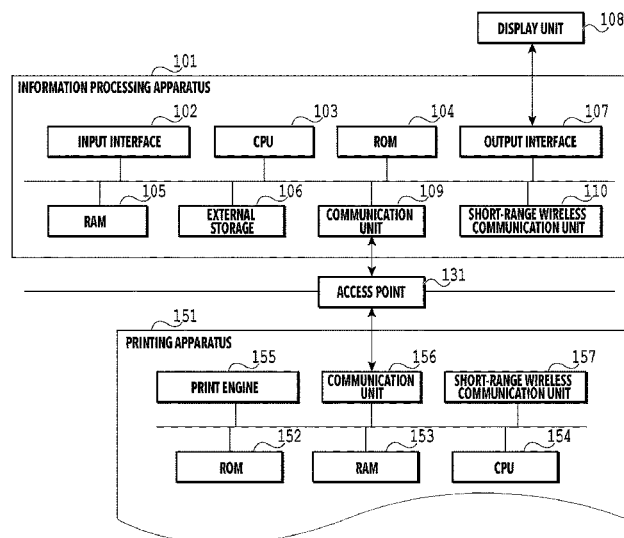 DISPLAY UNIT
108
101
INFORMATION PROCESSING APPARATUS
102
103
104
107
INPUT INTERFACE
CPU
ROM
OUTPUT INTERFACE
105
106
109
110
RAM
EXTERNAL
STORAGE
COMMUNICATION
UNIT
SHORT-RANGE WIRELESS
COMMUNICATION UNIT
131
ACCESS POINT
151
PRINTING APPARATUS
155
156
157
PRINT ENGINE
COMMUNICATION
UNIT
SHORT-RANGE WIRELESS
COMMUNICATION UNIT
152
153
154
ROM
RAM
CPU